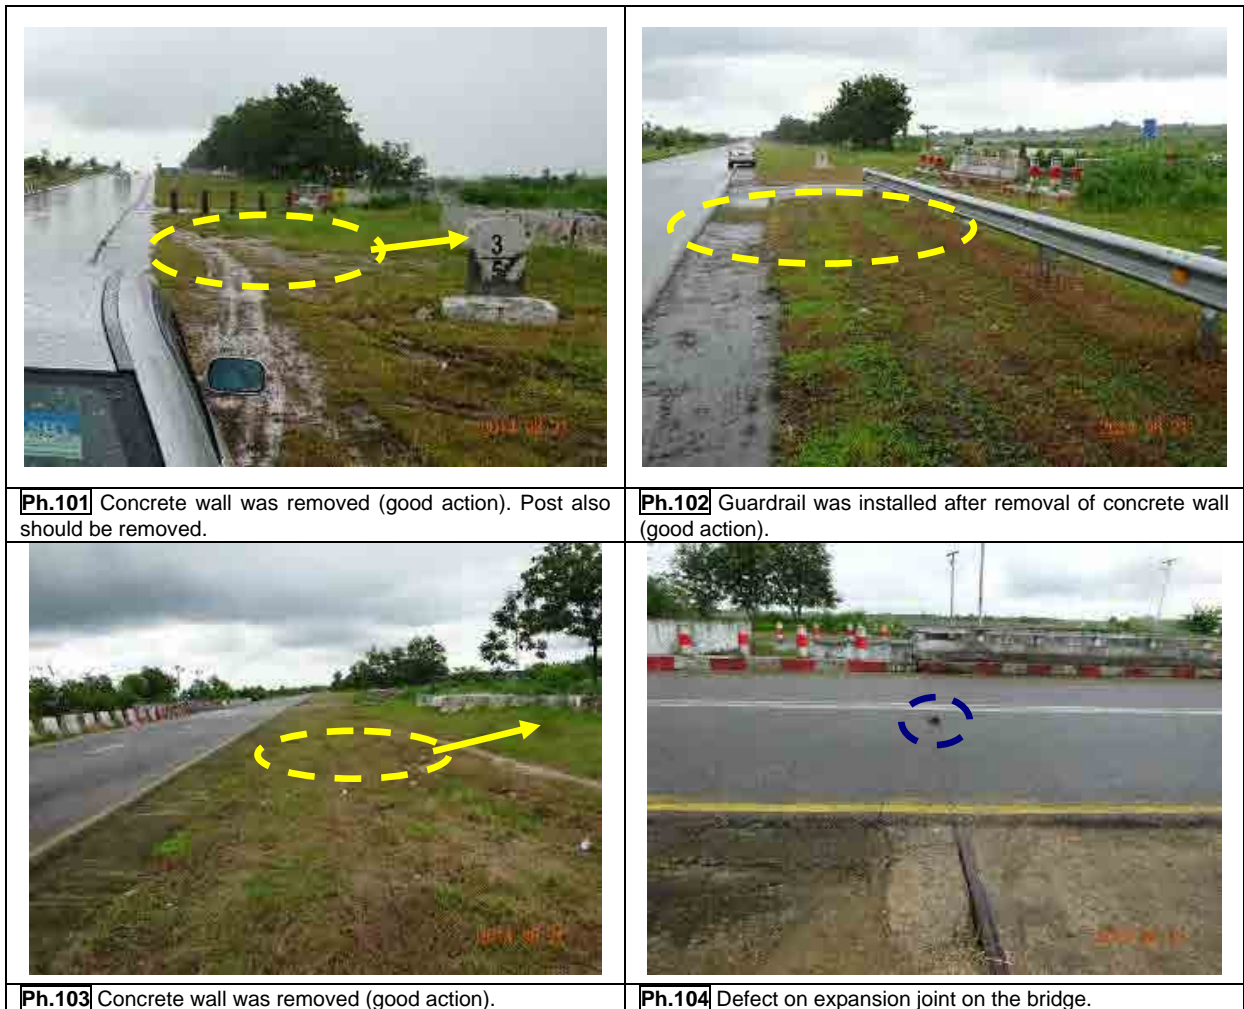 3
5
Ph.101 Concrete wall was removed (good action). Post also
should be removed.
Ph.102 Guardrail was installed after removal of concrete wall
(good action).
Ph.103 Concrete wall was removed (good action).
Ph.104 Defect on expansion joint on the bridge.